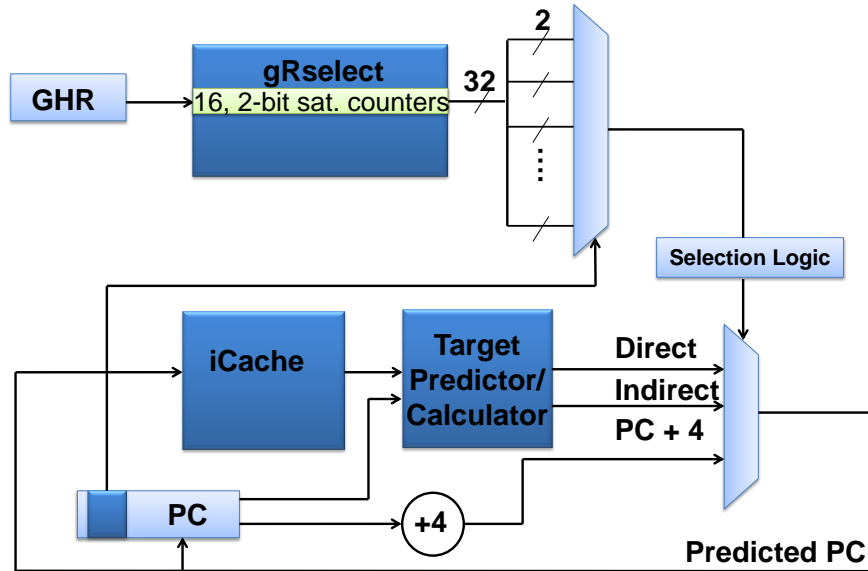 GHR
gRselect
16, 2-bit sat. counters
32
2
....
Selection Logic
iCache
Target
Predictor/
Calculator
Direct
Indirect
PC + 4
PC
+4
Predicted PC